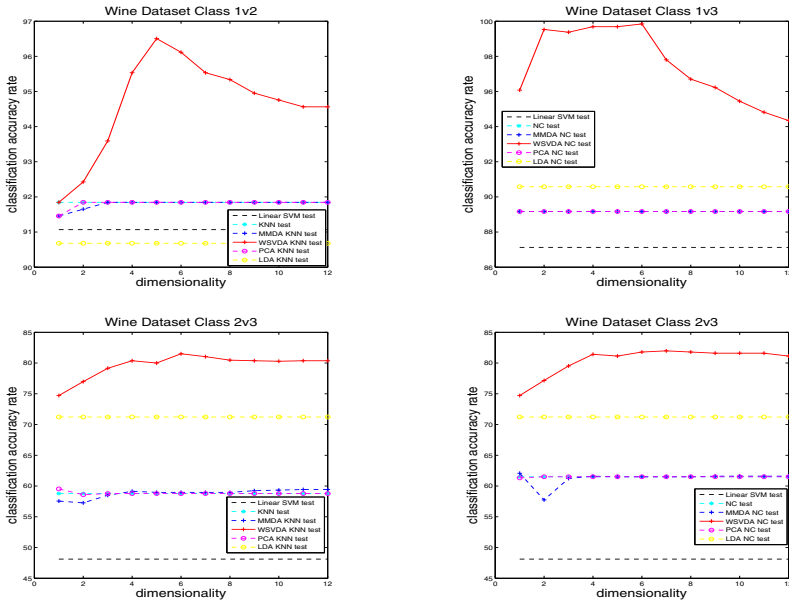 Wine Dataset Class 1v2
classification accuracy rate
97
96
95
94
93
92
91
90
0 2 4 6 8 10 12
dimensionality
Linear SVM test
KNN test
MMDA KNN test
WSVDA KNN test
PCA KNN test
LDA KNN test
Wine Dataset Class 1v3
classification accuracy rate
100
98
96
94
92
90
88
86
0 2 4 6 8 10 12
dimensionality
Linear SVM test
NC test
MMDA NC test
WSVDA NC test
PCA NC test
LDA NC test
Wine Dataset Class 2v3
classification accuracy rate
85
80
75
70
65
60
55
50
45
0 2 4 6 8 10 12
dimensionality
Linear SVM test
KNN test
MMDA KNN test
WSVDA KNN test
PCA KNN test
LDA KNN test
Wine Dataset Class 2v3
classification accuracy rate
85
80
75
70
65
60
55
50
45
0 2 4 6 8 10 12
dimensionality
Linear SVM test
NC test
MMDA NC test
WSVDA NC test
PCA NC test
LDA NC test